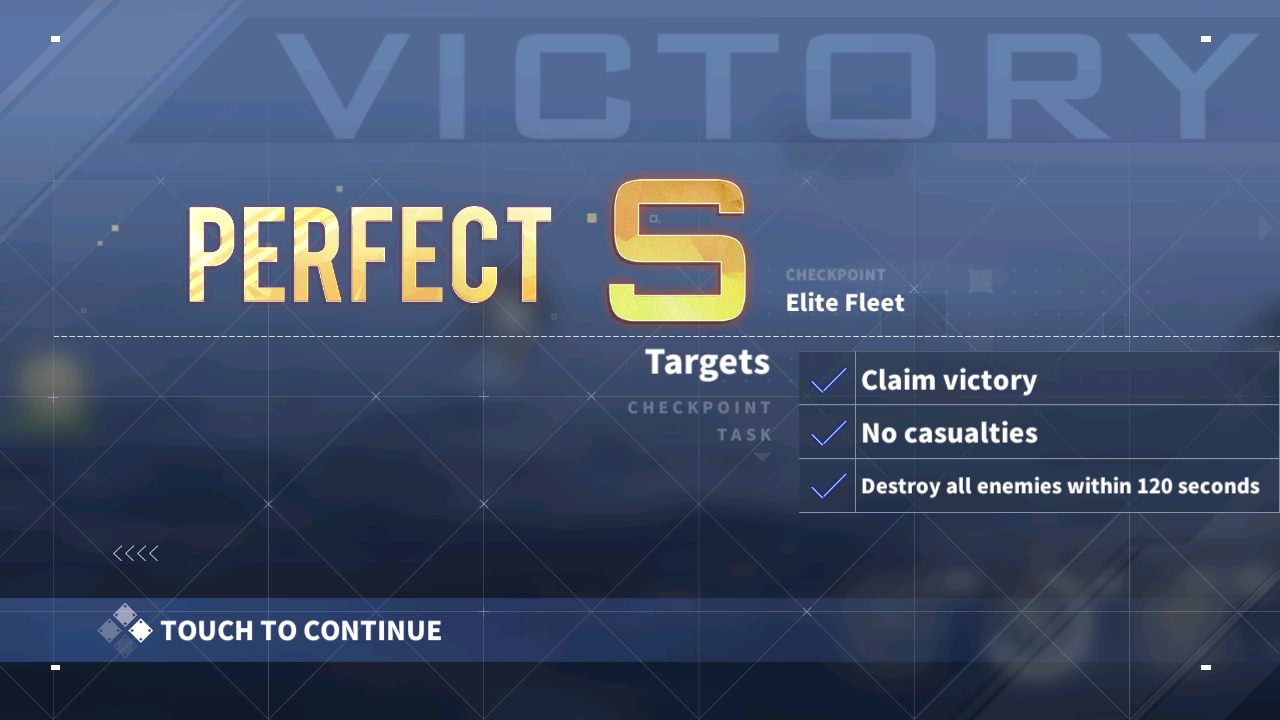 VICTORY
PERFECT S
CHECKPOINT
Elite Fleet
Targets
CHECKPOINT
TASK
Claim victory
No casualties
Destroy all enemies within 120 seconds
TOUCH TO CONTINUE